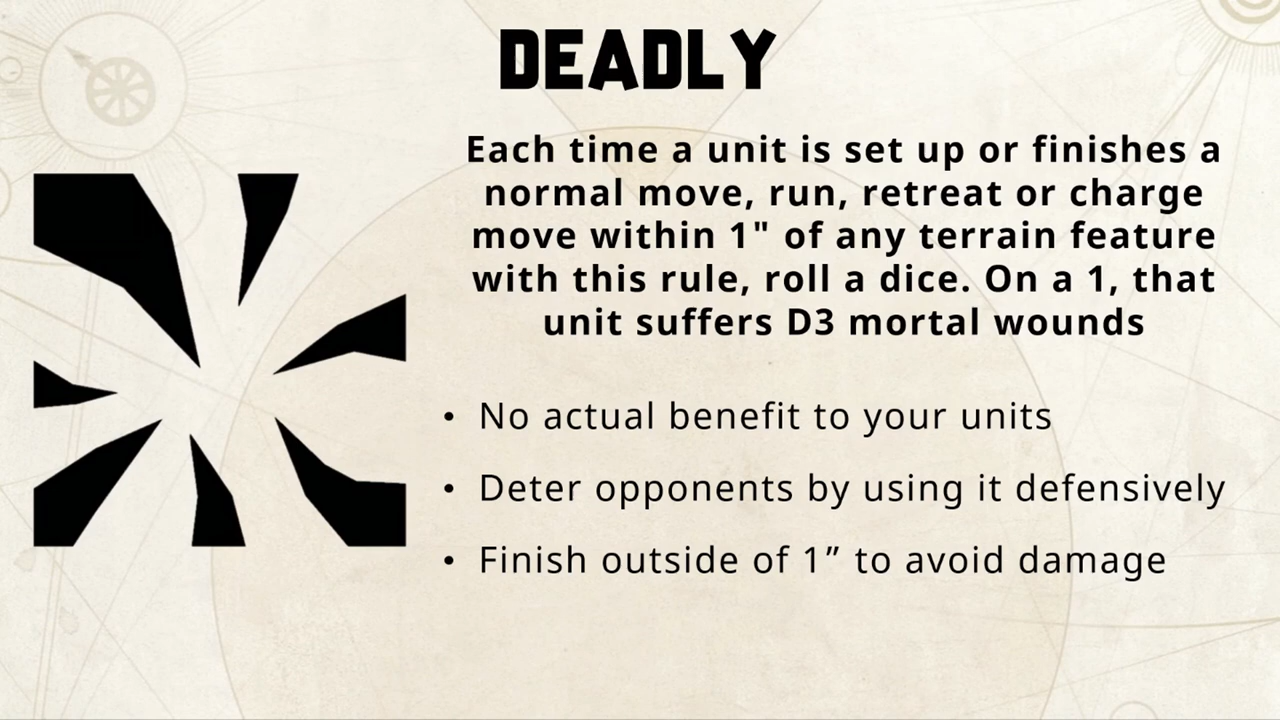 DEADLY
Each time a unit is set up or finishes a
normal move, run, retreat or charge
move within 1" of any terrain feature
with this rule, roll a dice. On a 1, that
unit suffers D3 mortal wounds
• No actual benefit to your units
• Deter opponents by using it defensively
• Finish outside of 1” to avoid damage